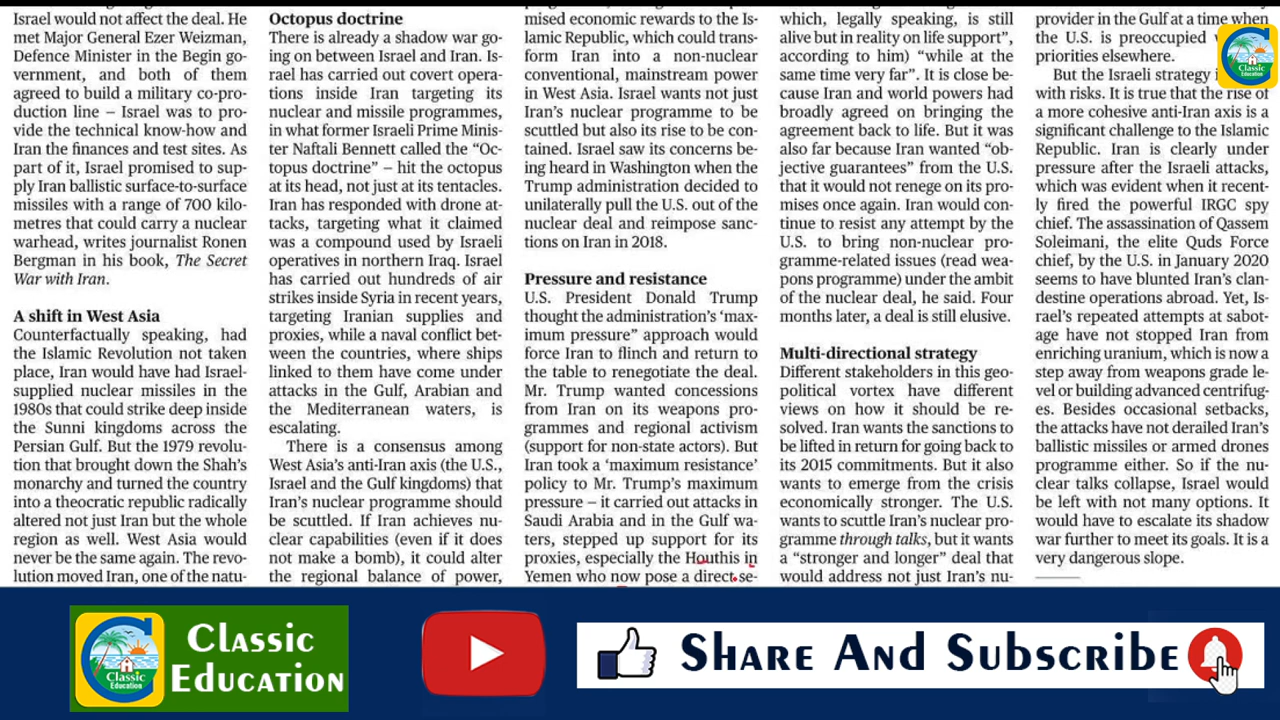 Israel would not affect the deal. He
met Major General Ezer Weizman,
Defence Minister in the Begin go-
vernment, and both of them
agreed to build a military co-pro-
duction line – Israel was to pro-
vide the technical know-how and
Iran the finances and test sites. As
part of it, Israel promised to sup-
ply Iran ballistic surface-to-surface
missiles with a range of 700 kilo-
metres that could carry a nuclear
warhead, writes journalist Ronen
Bergman in his book, The Secret
War with Iran.
A shift in West Asia
Counterfactually speaking, had
the Islamic Revolution not taken
place, Iran would have had Israel-
supplied nuclear missiles in the
1980s that could strike deep inside
the Sunni kingdoms across the
Persian Gulf. But the 1979 revolu-
tion that brought down the Shah's
monarchy and turned the country
into a theocratic republic radically
altered not just Iran but the whole
region as well. West Asia would
never be the same again. The revo-
lution moved Iran, one of the natu-
Octopus doctrine
There is already a shadow war go-
ing on between Israel and Iran. Is-
rael has carried out covert opera-
tions inside Iran targeting its
nuclear and missile programmes,
in what former Israeli Prime Minis-
ter Naftali Bennett called the “Oc-
topus doctrine” – hit the octopus
at its head, not just at its tentacles.
Iran has responded with drone at-
tacks, targeting what it claimed
was a compound used by Israeli
operatives in northern Iraq. Israel
has carried out hundreds of air
strikes inside Syria in recent years,
targeting Iranian supplies and
proxies, while a naval conflict bet-
ween the countries, where ships
linked to them have come under
attacks in the Gulf, Arabian and
the Mediterranean waters, is
escalating.
There is a consensus among
West Asia's anti-Iran axis (the U.S.,
Israel and the Gulf kingdoms) that
Iran's nuclear programme should
be scuttled. If Iran achieves nu-
clear capabilities (even if it does
not make a bomb), it could alter
the regional balance of power,
mised economic rewards to the Is-
lamic Republic, which could trans-
form Iran into a non-nuclear
conventional, mainstream power
in West Asia. Israel wants not just
Iran's nuclear programme to be
scuttled but also its rise to be con-
tained. Israel saw its concerns be-
ing heard in Washington when the
Trump administration decided to
unilaterally pull the U.S. out of the
nuclear deal and reimpose sanc-
tions on Iran in 2018.
Pressure and resistance
U.S. President Donald Trump
thought the administration's ‘max-
imum pressure” approach would
force Iran to flinch and return to
the table to renegotiate the deal.
Mr. Trump wanted concessions
from Iran on its weapons pro-
grammes and regional activism
(support for non-state actors). But
Iran took a ‘maximum resistance’
policy to Mr. Trump's maximum
pressure – it carried out attacks in
Saudi Arabia and in the Gulf wa-
ters, stepped up support for its
proxies, especially the Houthis in
Yemen who now pose a direct se-
which, legally speaking, is still
alive but in reality on life support”,
according to him) “while at the
same time very far”. It is close be-
cause Iran and world powers had
broadly agreed on bringing the
agreement back to life. But it was
also far because Iran wanted “ob-
jective guarantees” from the U.S.
that it would not renege on its pro-
mises once again. Iran would con-
tinue to resist any attempt by the
U.S. to bring non-nuclear pro-
gramme-related issues (read wea-
pons programme) under the ambit
of the nuclear deal, he said. Four
months later, a deal is still elusive.
Multi-directional strategy
Different stakeholders in this geo-
political vortex have different
views on how it should be re-
solved. Iran wants the sanctions to
be lifted in return for going back to
its 2015 commitments. But it also
wants to emerge from the crisis
economically stronger. The U.S.
wants to scuttle Iran's nuclear pro-
gramme through talks, but it wants
a “stronger and longer” deal that
would address not just Iran's nu-
provider in the Gulf at a time when
the U.S. is preoccupied
priorities elsewhere.
But the Israeli strategy
with risks. It is true that the rise of
a more cohesive anti-Iran axis is a
significant challenge to the Islamic
Republic. Iran is clearly under
pressure after the Israeli attacks,
which was evident when it recent-
ly fired the powerful IRGC spy
chief. The assassination of Qassem
Soleimani, the elite Quds Force
chief, by the U.S. in January 2020
seems to have blunted Iran's clan-
destine operations abroad. Yet, Is-
rael's repeated attempts at sabot-
age have not stopped Iran from
enriching uranium, which is now a
step away from weapons grade le-
vel or building advanced centrifug-
es. Besides occasional setbacks,
the attacks have not derailed Iran's
ballistic missiles or armed drones
programme either. So if the nu-
clear talks collapse, Israel would
be left with not many options. It
would have to escalate its shadow
war further to meet its goals. It is a
very dangerous slope.
Classic
Education
Classic
Education
Classic
Education
Share And Subscribe